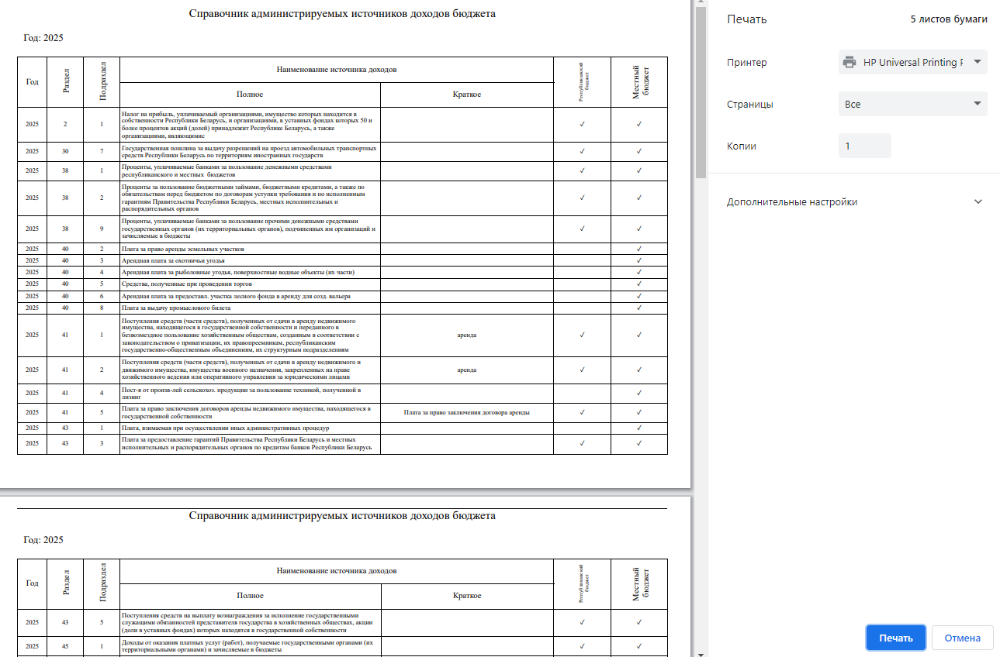 Справочник администрируемых источников доходов бюджета
Год: 2025
Год
Раздел
Подраздел
Наименование источника доходов
Полное
Краткое
Республиканский
бюджет
Местный
бюджет
2025 2 1 Налог на прибыль, уплачиваемый организациями, имущество которых находится в
собственности Республики Беларусь, и организациями, в уставных фондах которых 50 и
более процентов акций (долей) принадлежит Республике Беларусь, а также
организациями, являющимис ✓ ✓
2025 30 7 Государственная пошлина за выдачу разрешений на проезд автомобильных транспортных
средств Республики Беларусь по территориям иностранных государств ✓ ✓
2025 38 1 Проценты, уплачиваемые банками за пользование денежными средствами
республиканского и местных бюджетов ✓ ✓
2025 38 2 Проценты за пользование бюджетными займами, бюджетными кредитами, а также по
обязательствам перед бюджетом по договорам уступки требования и по исполненным
гарантиям Правительства Республики Беларусь, местных исполнительных и
распорядительных органов ✓ ✓
2025 38 9 Проценты, уплачиваемые банками за пользование прочими денежными средствами
государственных органов (их территориальных органов), подчиненных им организаций и
зачисляемые в бюджеты ✓ ✓
2025 40 2 Плата за право аренды земельных участков ✓
2025 40 3 Арендная плата за охотничьи угодья ✓
2025 40 4 Арендная плата за рыболовные угодья, поверхностные водные объекты (их части) ✓
2025 40 5 Средства, полученные при проведении торгов ✓
2025 40 6 Арендная плата за предоставл. участка лесного фонда в аренду для созд. вальера ✓
2025 40 8 Плата за выдачу промыслового билета ✓
2025 41 1 Поступления средств (части средств), полученных от сдачи в аренду недвижимого
имущества, находящегося в государственной собственности и переданного в
безвозмездное пользование хозяйственным обществам, созданным в соответствии с
законодательством о приватизации, их правопреемникам, республиканским
государственно-общественным объединениям, их структурным подразделениям аренда ✓ ✓
2025 41 2 Поступления средств (части средств), полученных от сдачи в аренду недвижимого и
движимого имущества, имущества военного назначения, закрепленных на праве
хозяйственного ведения или оперативного управления за юридическими лицами аренда ✓ ✓
2025 41 4 Пост-я от произв-лей сельскохоз. продукции за пользование техникой, полученной в
лизинг ✓
2025 41 5 Плата за право заключения договоров аренды недвижимого имущества, находящегося в
государственной собственности Плата за право заключения договора аренды ✓ ✓
2025 43 1 Плата, взимаемая при осуществлении иных административных процедур ✓
2025 43 3 Плата за предоставление гарантий Правительства Республики Беларусь и местных
исполнительных и распорядительных органов по кредитам банков Республики Беларусь ✓ ✓
Справочник администрируемых источников доходов бюджета
Год: 2025
Год
Раздел
Подраздел
Наименование источника доходов
Полное
Краткое
Республиканский
бюджет
Местный
бюджет
2025 43 5 Поступления средств на выплату вознаграждения за исполнение государственными
служащими обязанностей представителя государства в хозяйственных обществах, акции
(доли в уставных фондах) которых находятся в государственной собственности ✓ ✓
2025 45 1 Доходы от оказания платных услуг (работ), получаемые государственными органами (их
территориальными органами) и зачисляемые в бюджеты ✓ ✓
Печать
5 листов бумаги
Принтер
HP Universal Printing
Страницы
Все
Копии
1
Дополнительные настройки
Печать
Отмена